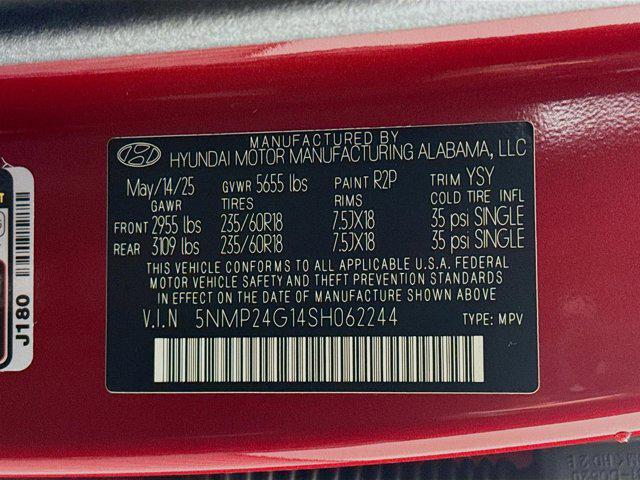 MANUFACTURED BY
HYUNDAI MOTOR MANUFACTURING ALABAMA, LLC
May/14/25 GVWR 5655 lbs PAINT R2P TRIM YSY
GAWR TIRES RIMS COLD TIRE INFL
FRONT 2955 lbs 235/60R18 7.5JX18 35 psi SINGLE
REAR 3109 lbs 235/60R18 7.5JX18 35 psi SINGLE
THIS VEHICLE CONFORMS TO ALL APPLICABLE U.S.A. FEDERAL
MOTOR VEHICLE SAFETY AND THEFT PREVENTION STANDARDS
IN EFFECT ON THE DATE OF MANUFACTURE SHOWN ABOVE
V.I.N 5NMP24G14SH062244 TYPE: MPV
J180